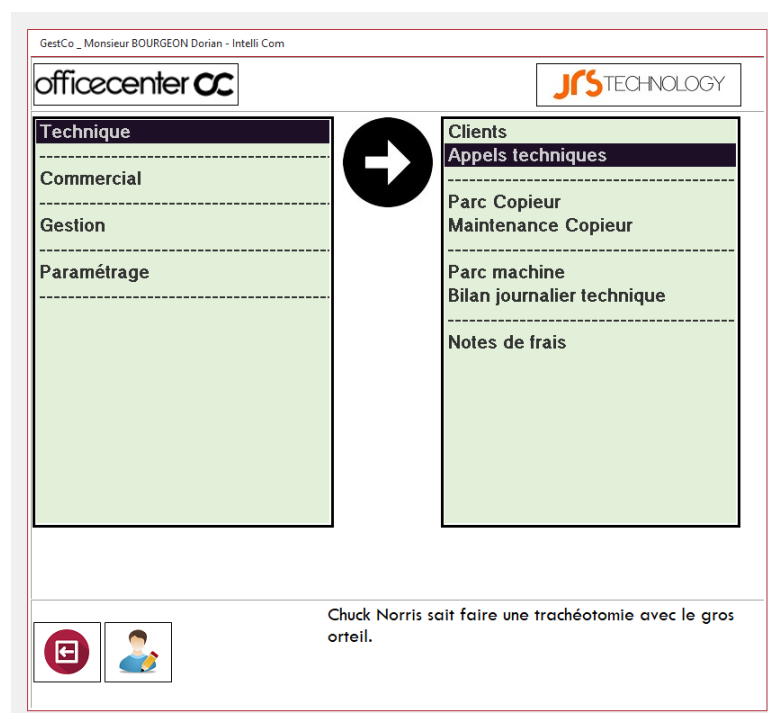 GestCo _ Monsieur BOURGEON Dorian - Intelli Com
officecenter OC
JrS TECHNOLOGY
Technique
Commercial
Gestion
Paramétrage
Clients
Appels techniques
Parc Copieur
Maintenance Copieur
Parc machine
Bilan journalier technique
Notes de frais
Chuck Norris sait faire une trachéotomie avec le gros
orteil.